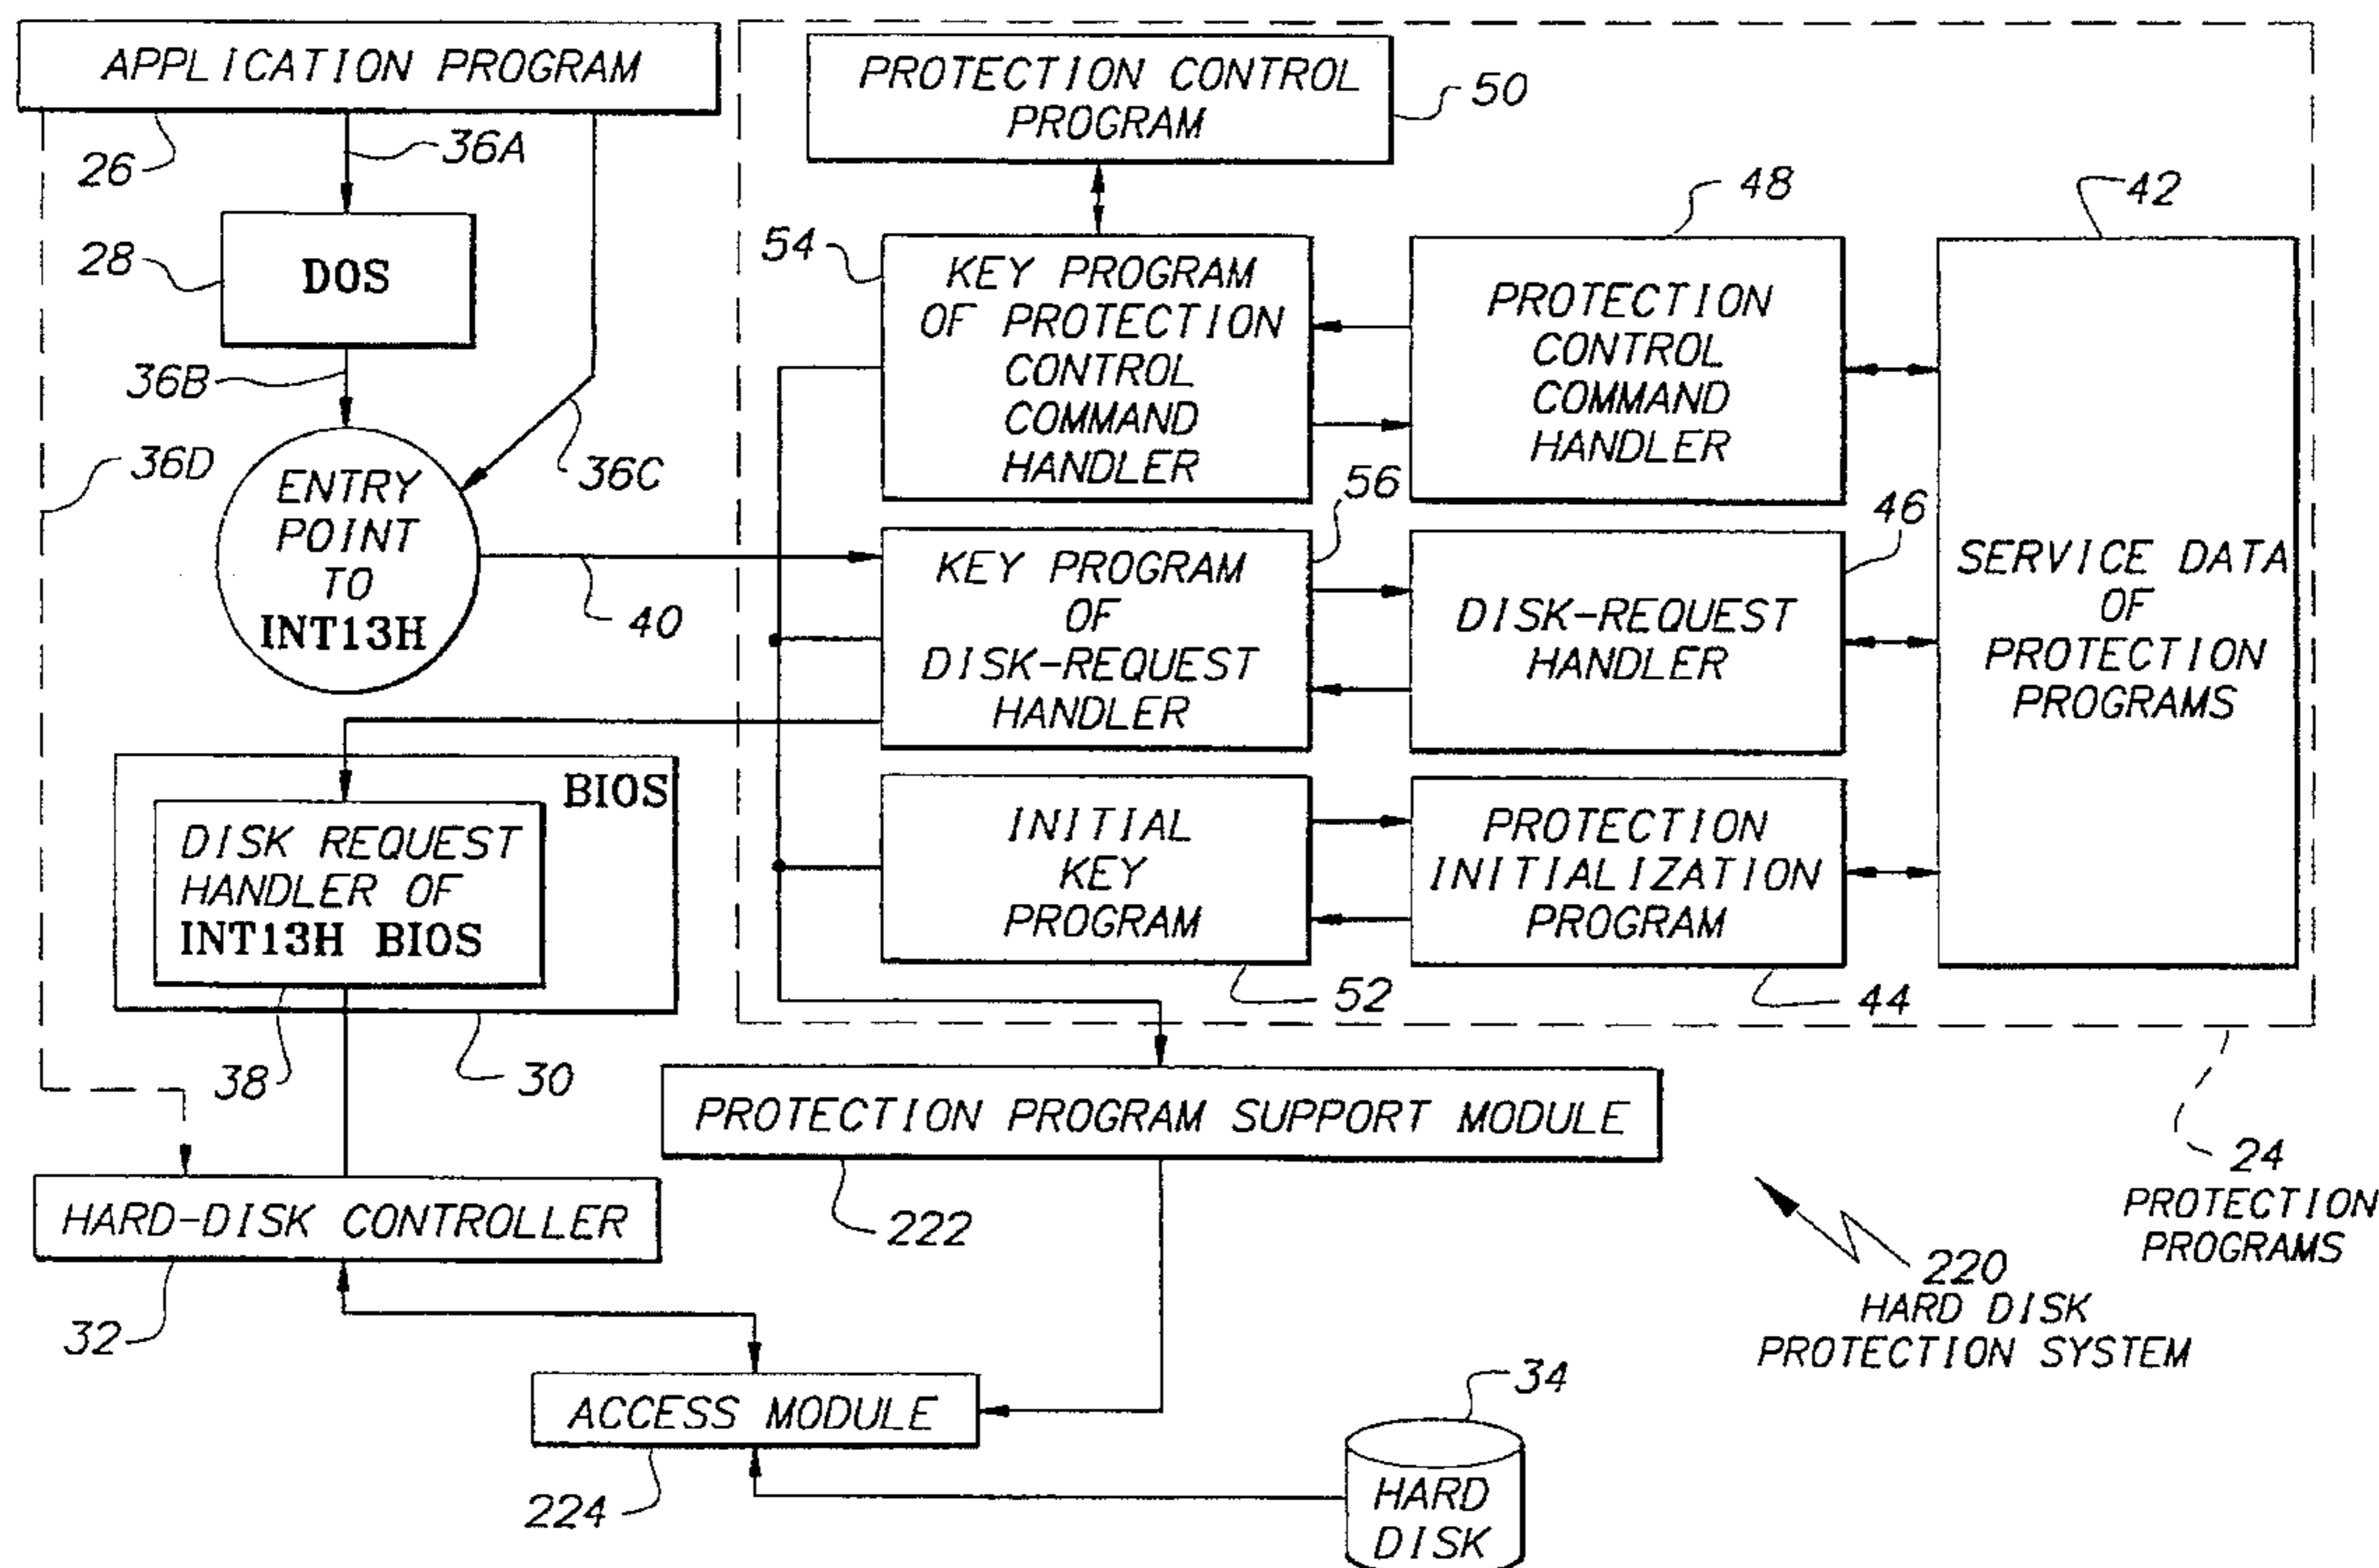 APPLICATION PROGRAM
26
36A
28
DOS
36B
36D
36C
ENTRY
POINT
TO
INT13H
40
BIOS
DISK REQUEST
HANDLER OF
INT13H BIOS
38
30
HARD-DISK CONTROLLER
32
PROTECTION CONTROL
PROGRAM
50
54
KEY PROGRAM
OF PROTECTION
CONTROL
COMMAND
HANDLER
48
PROTECTION
CONTROL
COMMAND
HANDLER
42
SERVICE DATA
OF
PROTECTION
PROGRAMS
56
KEY PROGRAM
OF
DISK-REQUEST
HANDLER
46
DISK-REQUEST
HANDLER
INITIAL
KEY
PROGRAM
52
PROTECTION
INITIALIZATION
PROGRAM
44
PROTECTION PROGRAM SUPPORT MODULE
222
24
PROTECTION
PROGRAMS
220
HARD DISK
PROTECTION SYSTEM
ACCESS MODULE
224
34
HARD
DISK